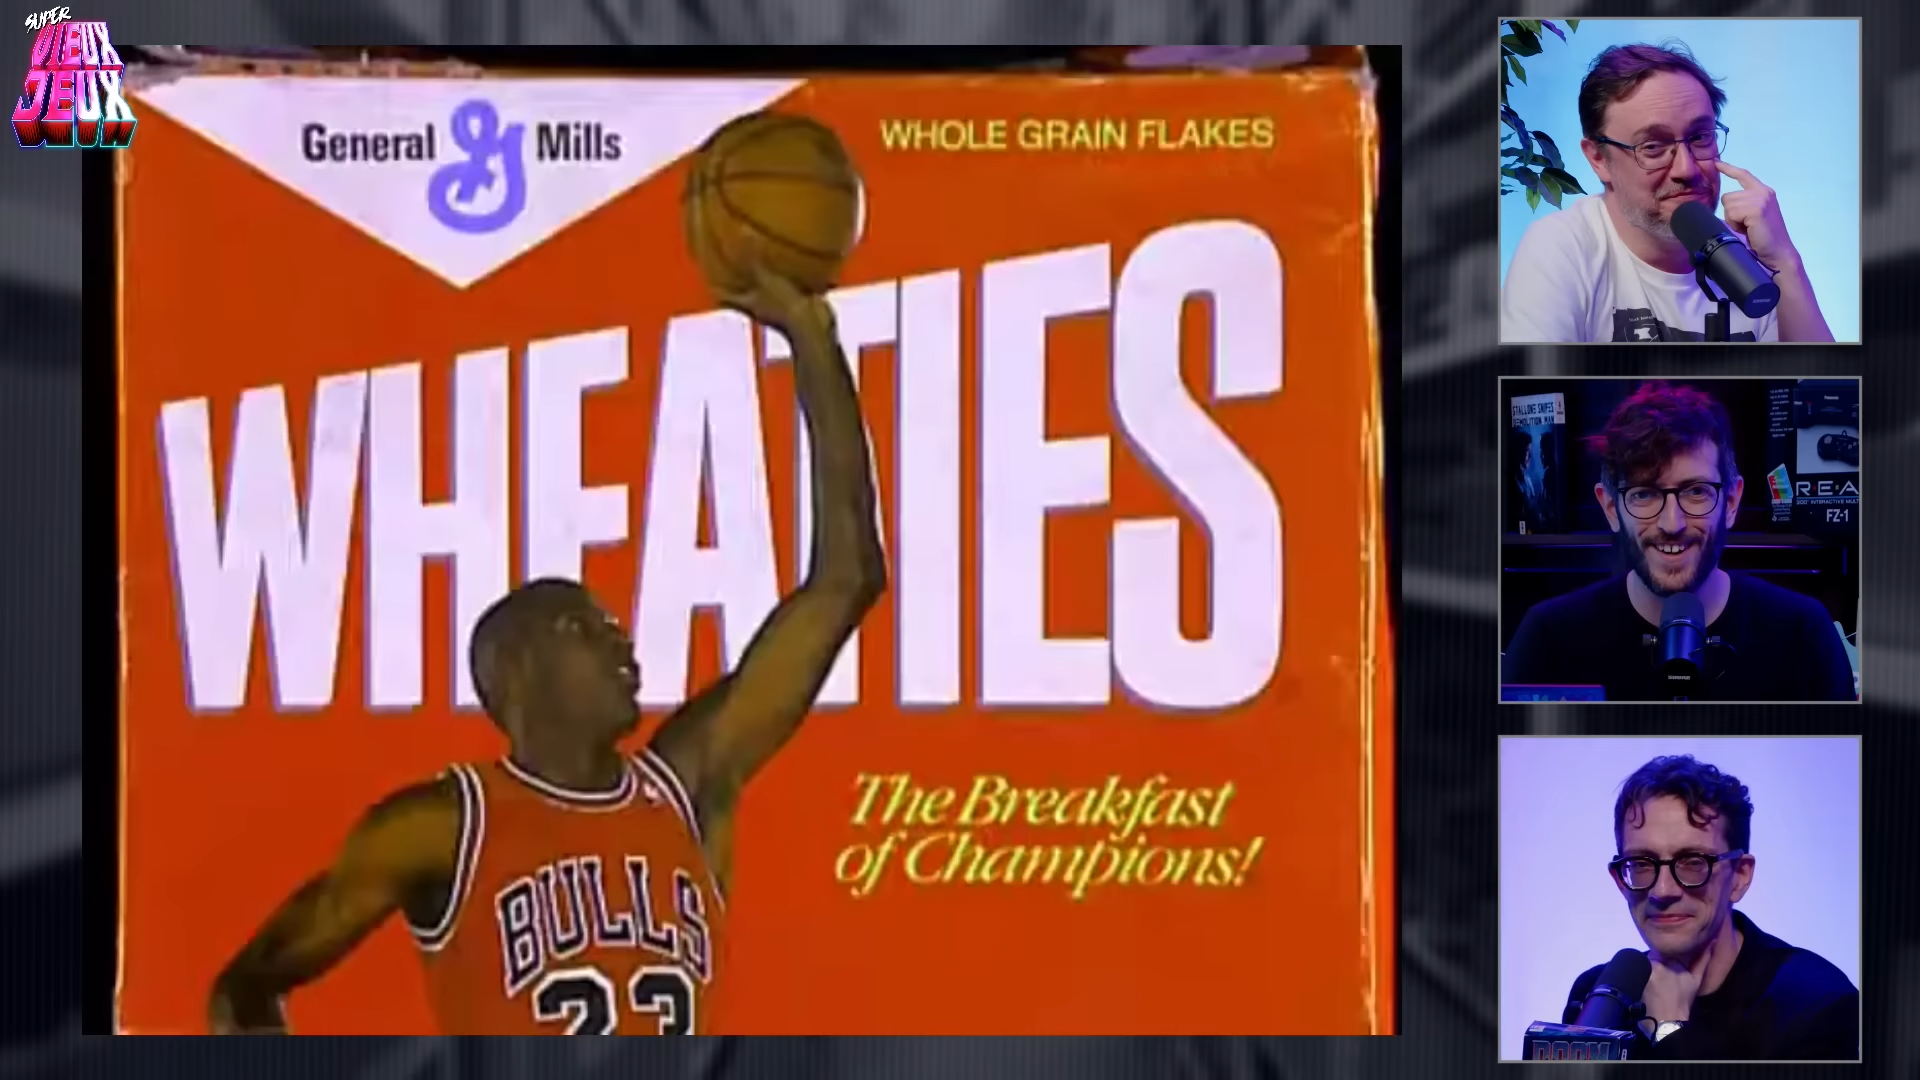 SUPER
VIEUX
JEUX
General Mills
WHOLE GRAIN FLAKES
WHEATIES
The Breakfast
of Champions!
BULLS
23
STALLONE SNIPES
DEMOLITION MAN
R·E·A
FZ-1
DOOM